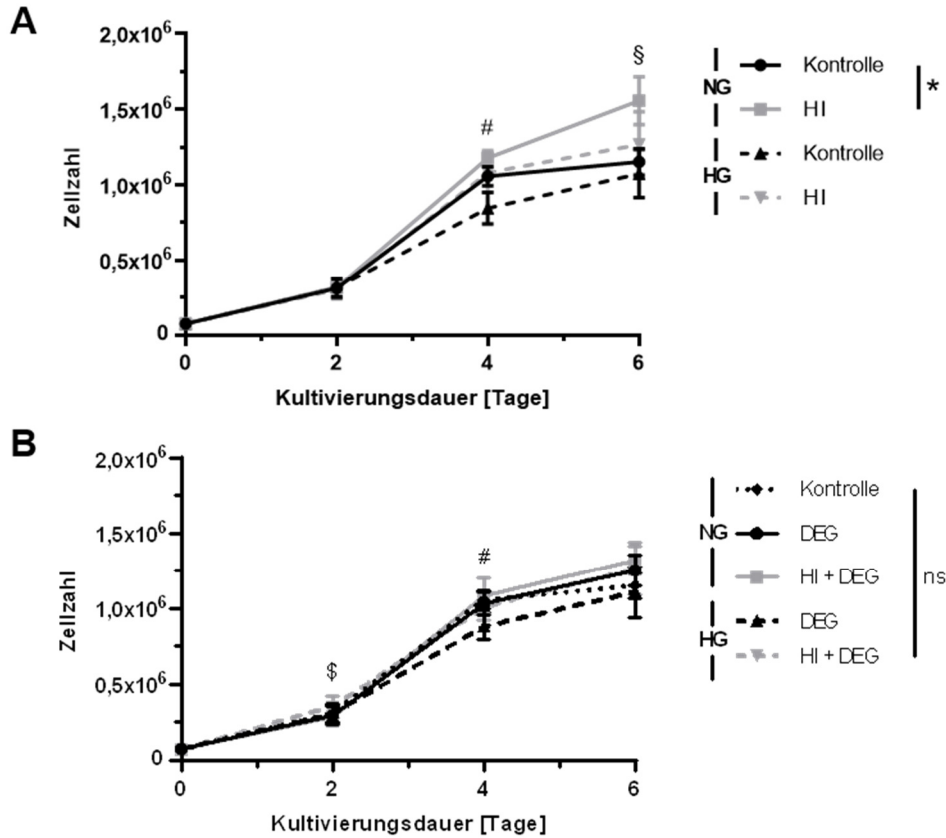 A
2,0x10⁶
1,5x10⁶
1,0x10⁶
0,5x10⁶
0
Zellzahl
0 2 4 6
Kultivierungsdauer [Tage]
#
§
NG
Kontrolle
HI
HG
Kontrolle
HI
*
B
2,0x10⁶
1,5x10⁶
1,0x10⁶
0,5x10⁶
0
Zellzahl
0 2 4 6
Kultivierungsdauer [Tage]
$
#
NG
Kontrolle
DEG
HI + DEG
HG
DEG
HI + DEG
ns